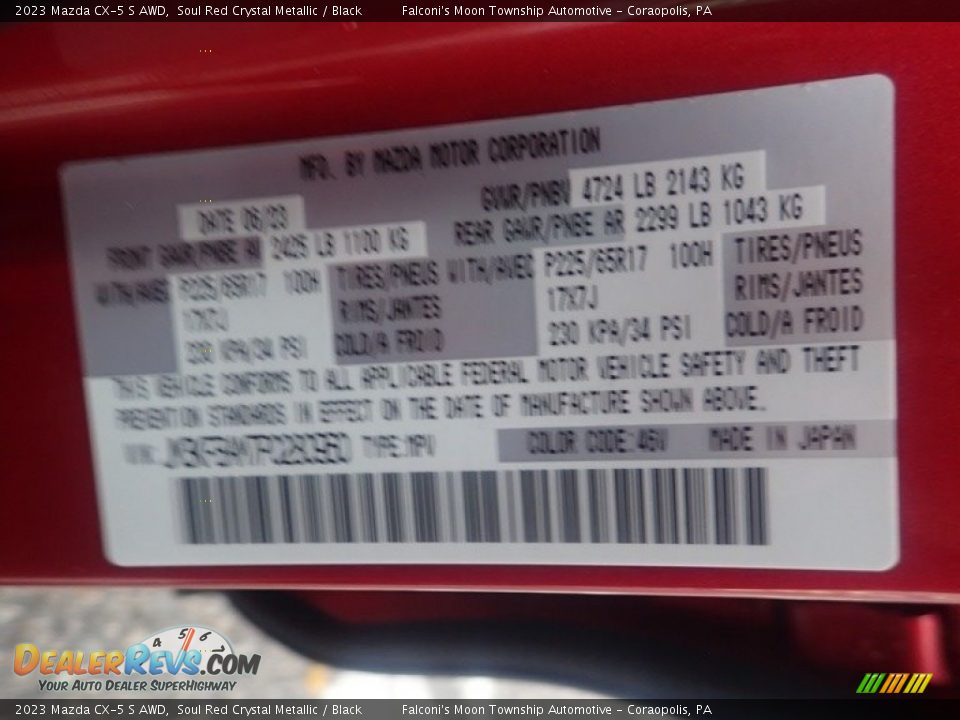 2023 Mazda CX-5 S AWD, Soul Red Crystal Metallic / Black Falconi's Moon Township Automotive - Coraopolis, PA
MFD. BY MAZDA MOTOR CORPORATION
DATE 06/23 GVWR/PNBV 4724 LB 2143 KG
FRONT GAWR/PNBE AV 2425 LB 1100 KG REAR GAWR/PNBE AR 2299 LB 1043 KG
WITH/AVEC P225/65R17 100H TIRES/PNEUS WITH/AVEC P225/65R17 100H TIRES/PNEUS
17X7J RIMS/JANTES 17X7J RIMS/JANTES
230 KPA/34 PSI COLD/A FROID 230 KPA/34 PSI COLD/A FROID
THIS VEHICLE CONFORMS TO ALL APPLICABLE FEDERAL MOTOR VEHICLE SAFETY AND THEFT
PREVENTION STANDARDS IN EFFECT ON THE DATE OF MANUFACTURE SHOWN ABOVE.
VIN: TYPE:MPV COLOR CODE:46V MADE IN JAPAN
4 5 6
DealerRevs.com
Your Auto Dealer SuperHighway
2023 Mazda CX-5 S AWD, Soul Red Crystal Metallic / Black Falconi's Moon Township Automotive - Coraopolis, PA